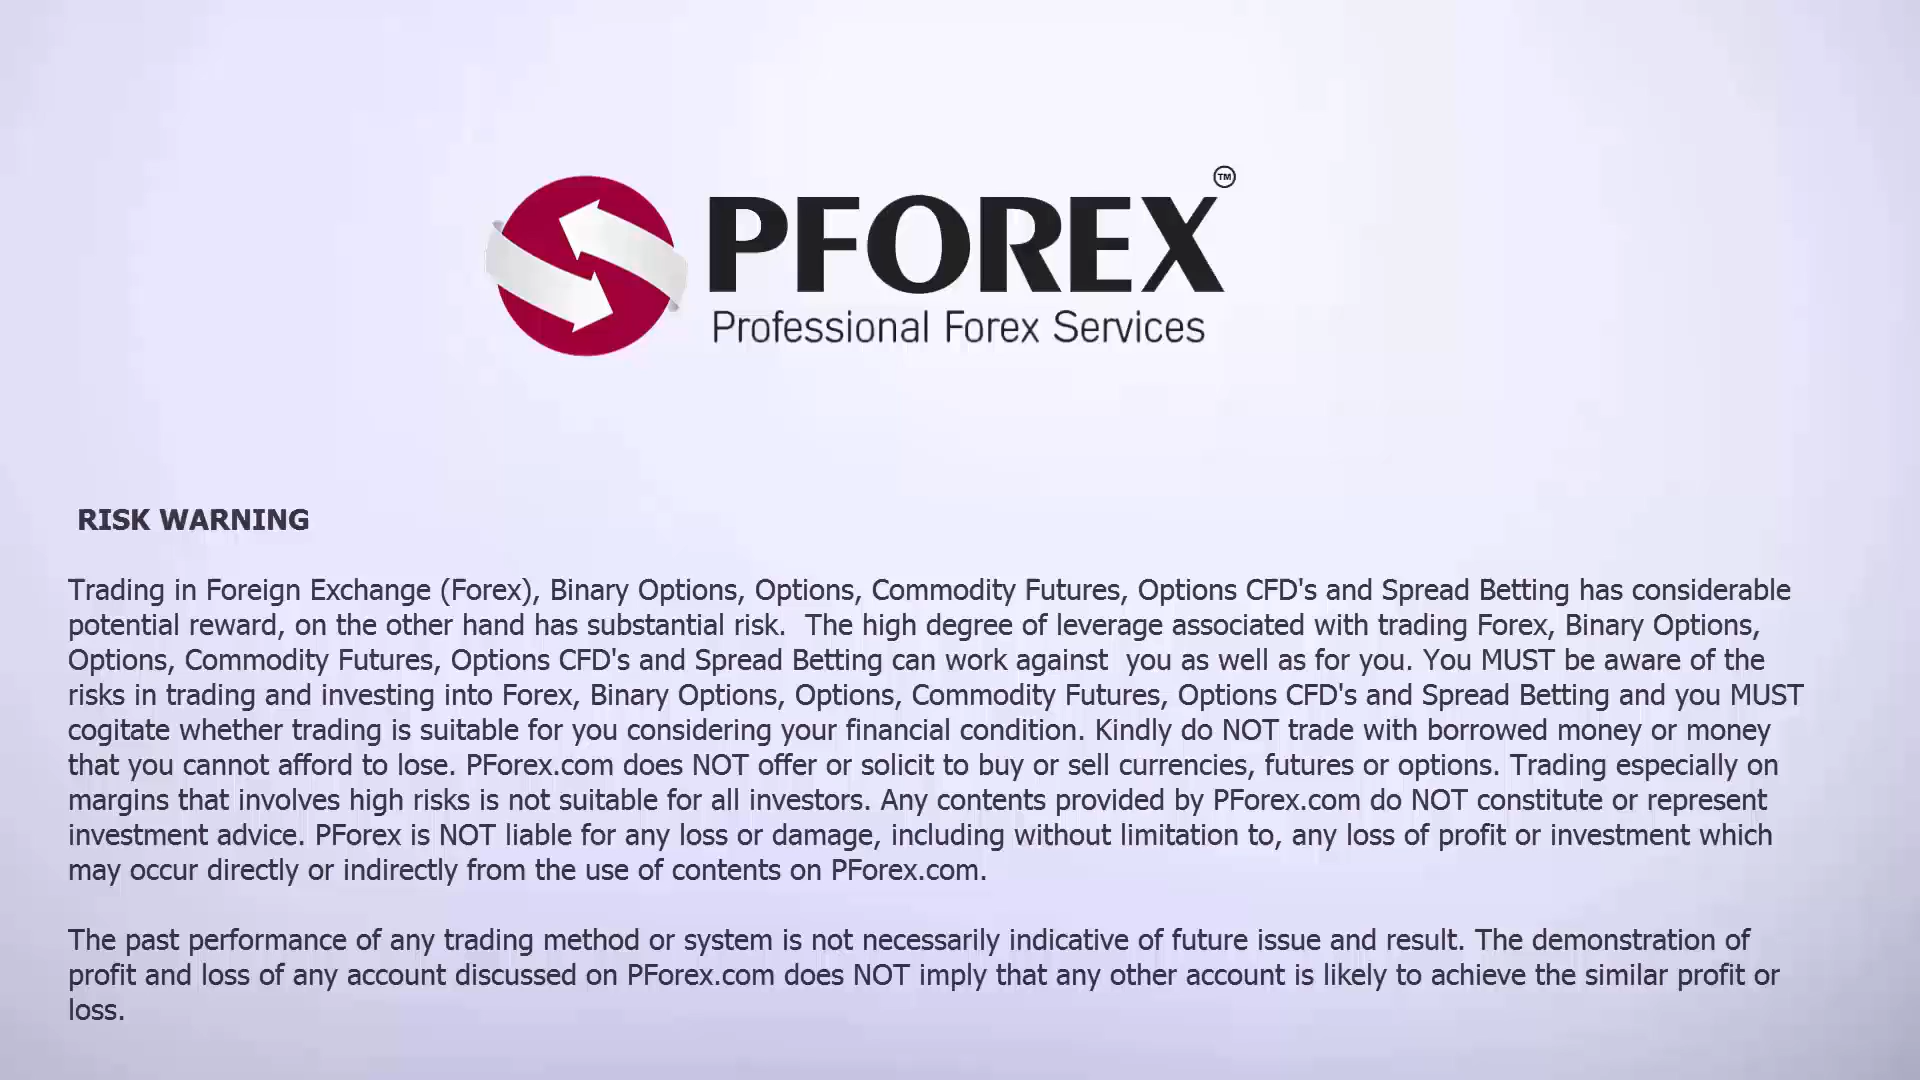 PFOREX TM
Professional Forex Services
RISK WARNING
Trading in Foreign Exchange (Forex), Binary Options, Options, Commodity Futures, Options CFD's and Spread Betting has considerable
potential reward, on the other hand has substantial risk.  The high degree of leverage associated with trading Forex, Binary Options,
Options, Commodity Futures, Options CFD's and Spread Betting can work against  you as well as for you. You MUST be aware of the
risks in trading and investing into Forex, Binary Options, Options, Commodity Futures, Options CFD's and Spread Betting and you MUST
cogitate whether trading is suitable for you considering your financial condition. Kindly do NOT trade with borrowed money or money
that you cannot afford to lose. PForex.com does NOT offer or solicit to buy or sell currencies, futures or options. Trading especially on
margins that involves high risks is not suitable for all investors. Any contents provided by PForex.com do NOT constitute or represent
investment advice. PForex is NOT liable for any loss or damage, including without limitation to, any loss of profit or investment which
may occur directly or indirectly from the use of contents on PForex.com.
The past performance of any trading method or system is not necessarily indicative of future issue and result. The demonstration of
profit and loss of any account discussed on PForex.com does NOT imply that any other account is likely to achieve the similar profit or
loss.